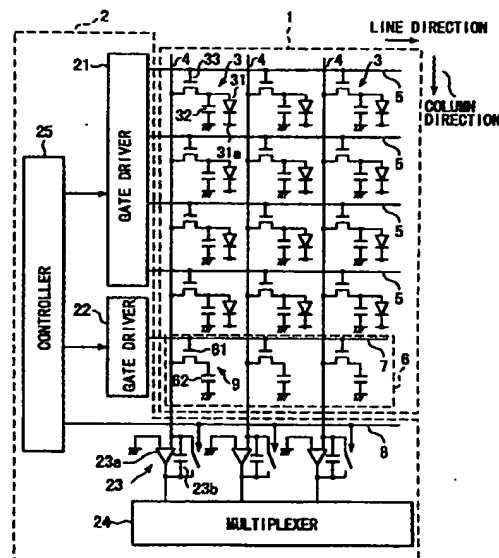 2
1
LINE DIRECTION
21
4 33 3 4 4 3
31
32
31a
5
COLUMN DIRECTION
25
GATE DRIVER
5
CONTROLLER
5
5
22
GATE DRIVER
61
7
6
62
9
8
23a
23
23b
24
MULTIPLEXER